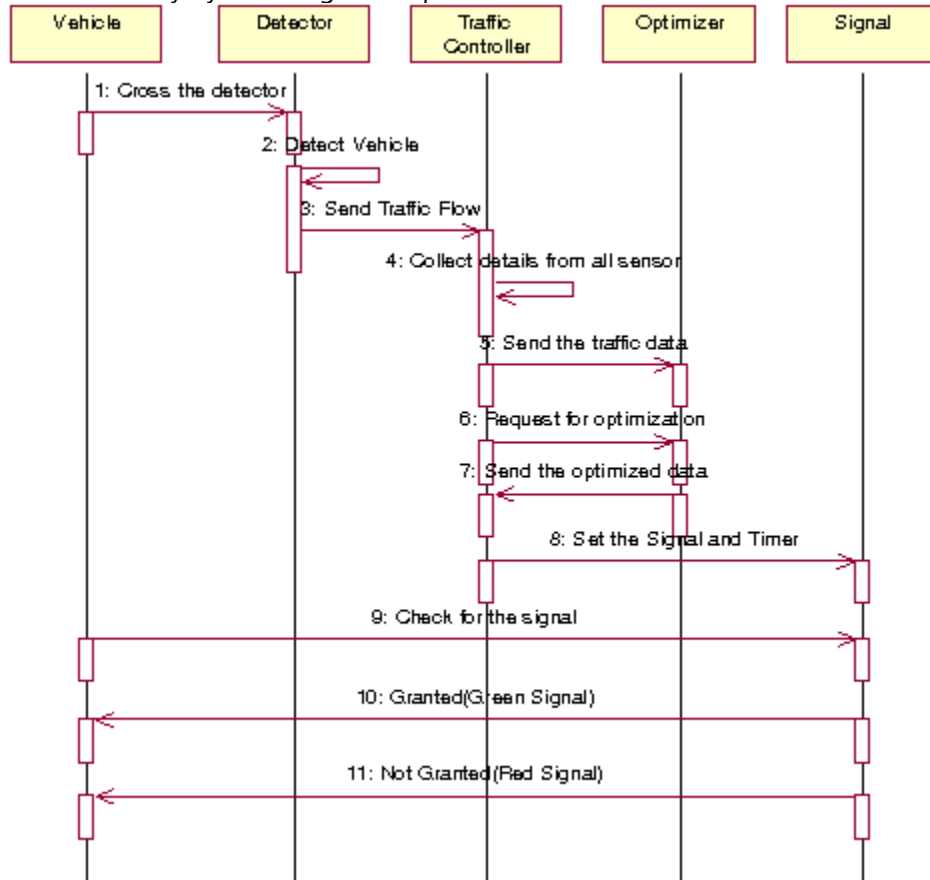 Vehicle
Detector
Traffic
Controller
Optimizer
Signal
1: Cross the detector
2: Detect Vehicle
3: Send Traffic Flow
4: Collect details from all sensor
5: Send the traffic data
6: Request for optimization
7: Send the optimized data
8: Set the Signal and Timer
9: Check for the signal
10: Granted(Green Signal)
11: Not Granted(Red Signal)